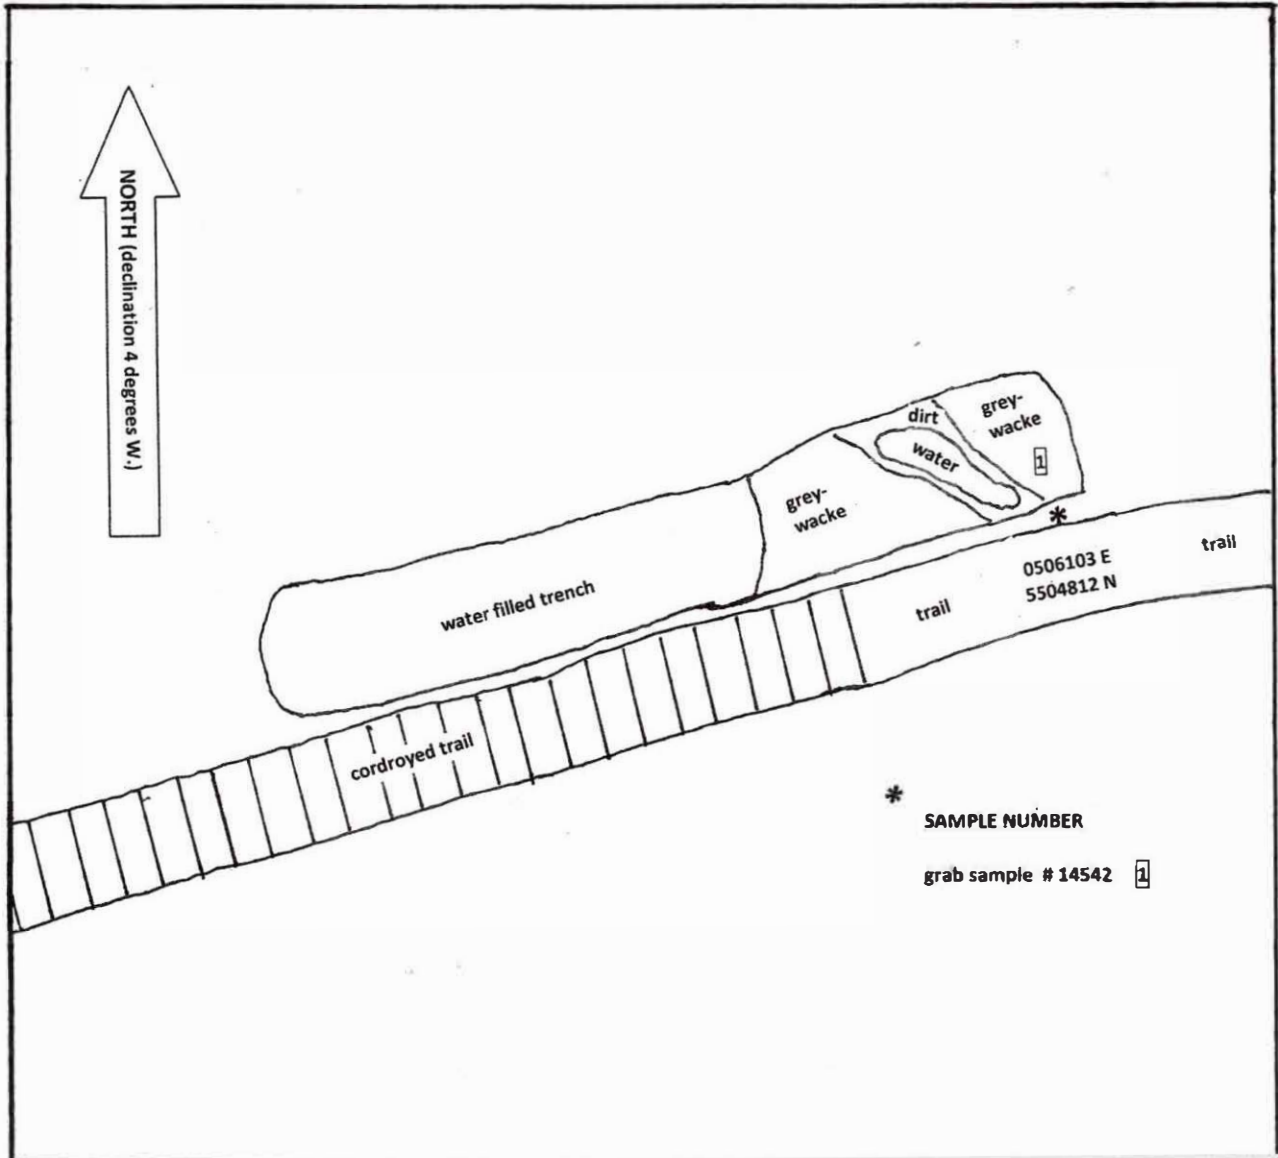 NORTH (declination 4 degrees W.)
dirt
grey-
wacke
water
1
grey-
wacke
*
water filled trench
0506103 E
5504812 N
trail
trail
cordroyed trail
*
SAMPLE NUMBER
grab sample # 14542 1